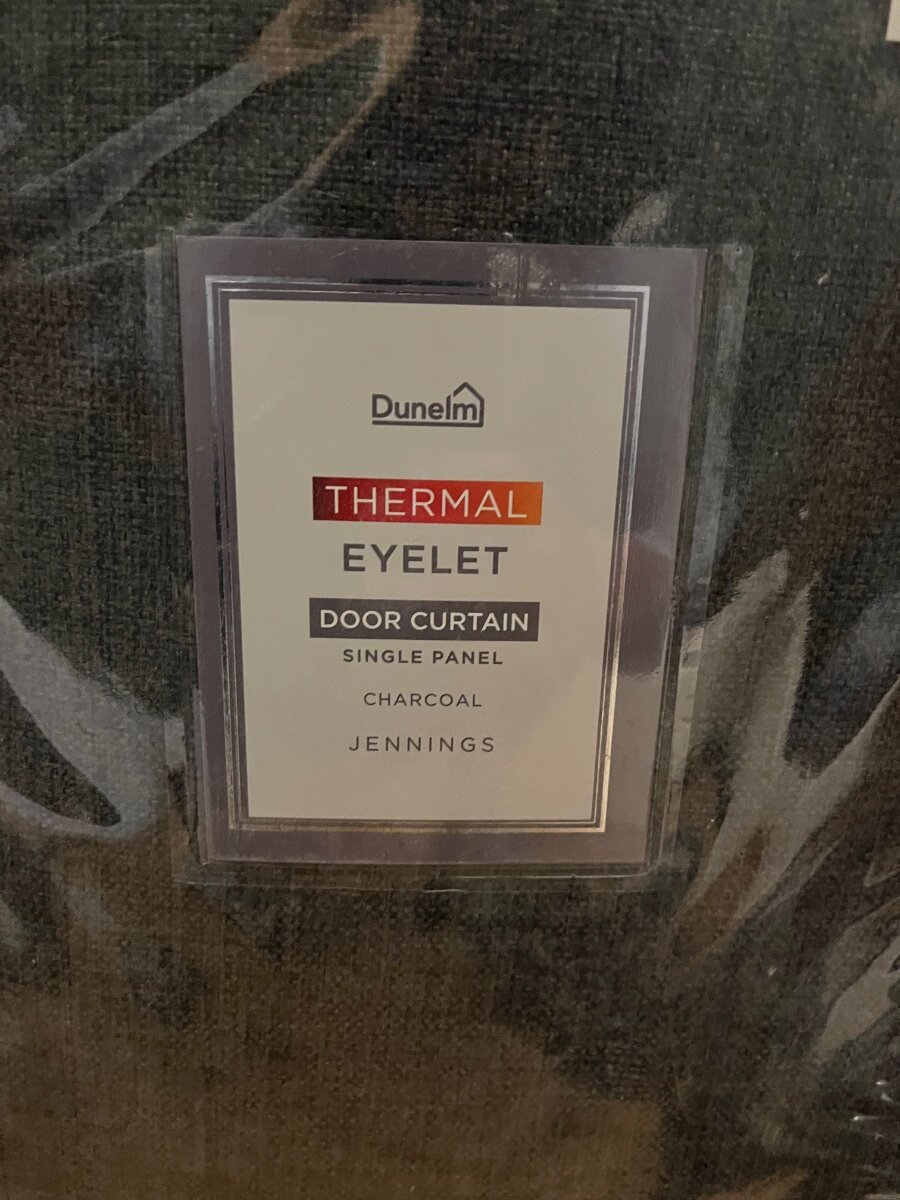 Dunelm
THERMAL
EYELET
DOOR CURTAIN
SINGLE PANEL
CHARCOAL
JENNINGS